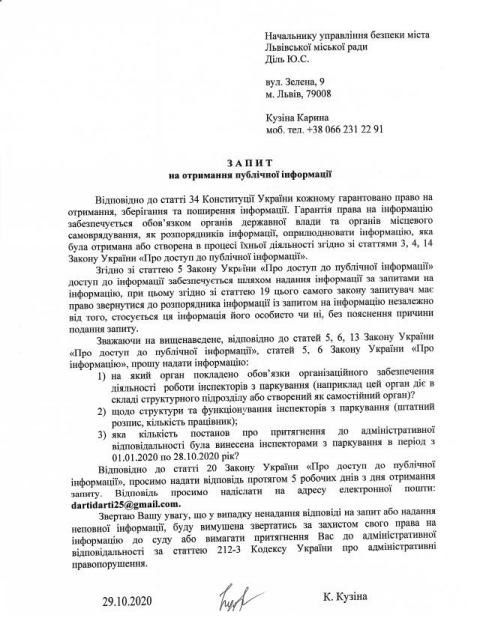 Начальнику управління безпеки міста
Львівської міської ради
Діль Ю.С.
вул. Зелена, 9
м. Львів, 79008
Кузіна Карина
моб. тел. +38 066 231 22 91
З А П И Т
на отримання публічної інформації
Відповідно до статті 34 Конституції України кожному гарантовано право на
отримання, зберігання та поширення інформації. Гарантія права на інформацію
забезпечується обов’язком органів державної влади та органів місцевого
самоврядування, як розпорядників інформації, оприлюднювати інформацію, яка
була отримана або створена в процесі їхньої діяльності згідно зі статтями 3, 4, 14
Закону України «Про доступ до публічної інформації».
Згідно зі статтею 5 Закону України «Про доступ до публічної інформації»
доступ до інформації забезпечується шляхом надання інформації за запитами на
інформацію, при цьому згідно зі статтею 19 цього самого закону запитувач має
право звернутися до розпорядника інформації із запитом на інформацію незалежно
від того, стосується ця інформація його особисто чи ні, без пояснення причини
подання запиту.
Зважаючи на вищенаведене, відповідно до статей 5, 6, 13 Закону України
«Про доступ до публічної інформації», статей 5, 6 Закону України «Про
інформацію», прошу надати інформацію:
1) на який орган покладено обов’язки організаційного забезпечення
діяльності роботи інспекторів з паркування (наприклад цей орган діє в
складі структурного підрозділу або створений як самостійний орган)?
2) щодо структури та функціонування інспекторів з паркування (штатний
розпис, кількість працівник);
3) яка кількість постанов про притягнення до адміністративної
відповідальності була винесена інспекторами з паркування в період з
01.01.2020 по 28.10.2020 рік?
Відповідно до статті 20 Закону України «Про доступ до публічної
інформації», просимо надати відповідь протягом 5 робочих днів з дня отримання
запиту. Відповідь просимо надіслати на адресу електронної пошти:
dartidarti25@gmail.com.
Звертаю Вашу увагу, що у випадку ненадання відповіді на запит або надання
неповної інформації, буду вимушена звертатись за захистом свого права на
інформацію до суду або вимагати притягнення Вас до адміністративної
відповідальності за статтею 212-3 Кодексу України про адміністративні
правопорушення.
29.10.2020
К. Кузіна